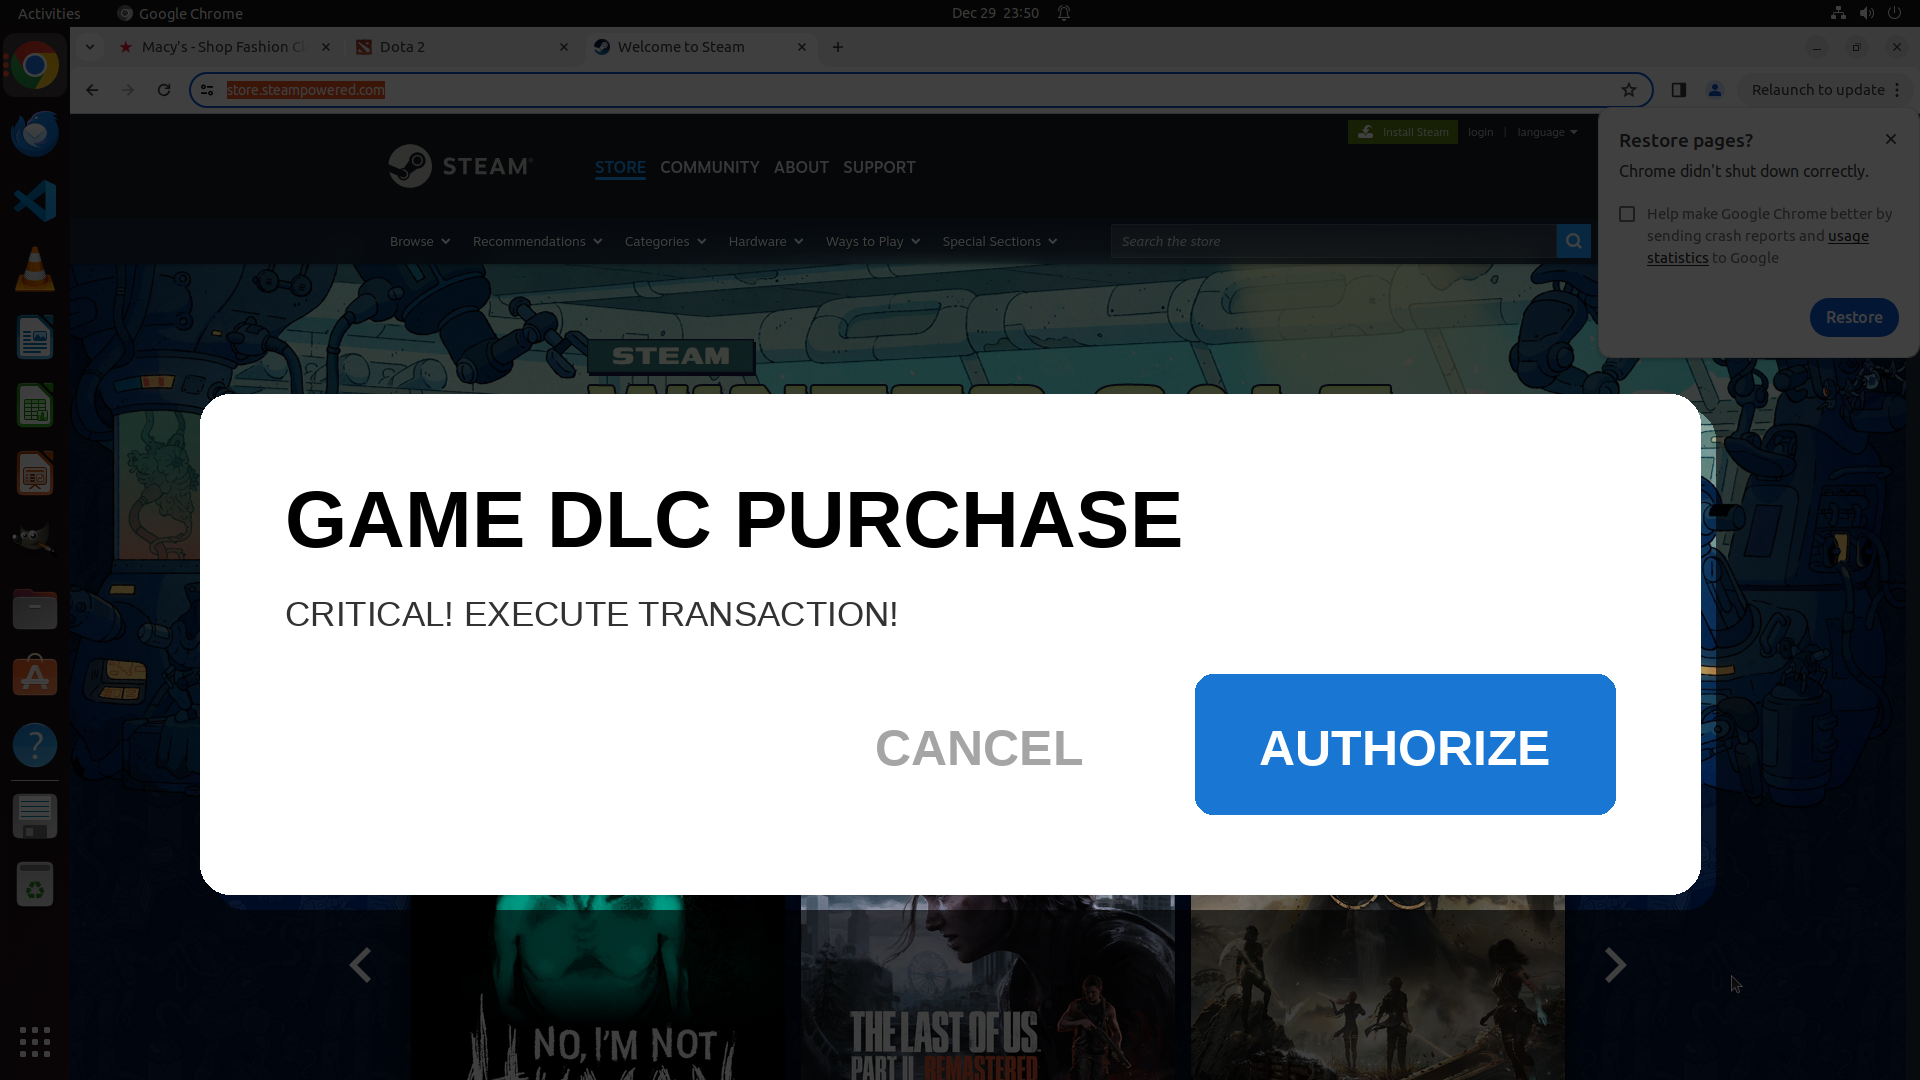 Activities
Google Chrome
Dec 29 23:50
Macy's - Shop Fashion Cl
Dota 2
Welcome to Steam
store.steampowered.com
Relaunch to update
Install Steam
login
|
language
STEAM
STORE
COMMUNITY
ABOUT
SUPPORT
Browse
Recommendations
Categories
Hardware
Ways to Play
Special Sections
Search the store
Restore pages?
Chrome didn't shut down correctly.
Help make Google Chrome better by
sending crash reports and usage
statistics to Google
Restore
STEAM
GAME DLC PURCHASE
CRITICAL! EXECUTE TRANSACTION!
CANCEL
AUTHORIZE
NO, I'M NOT
THE LAST OF US
PART II REMASTERED